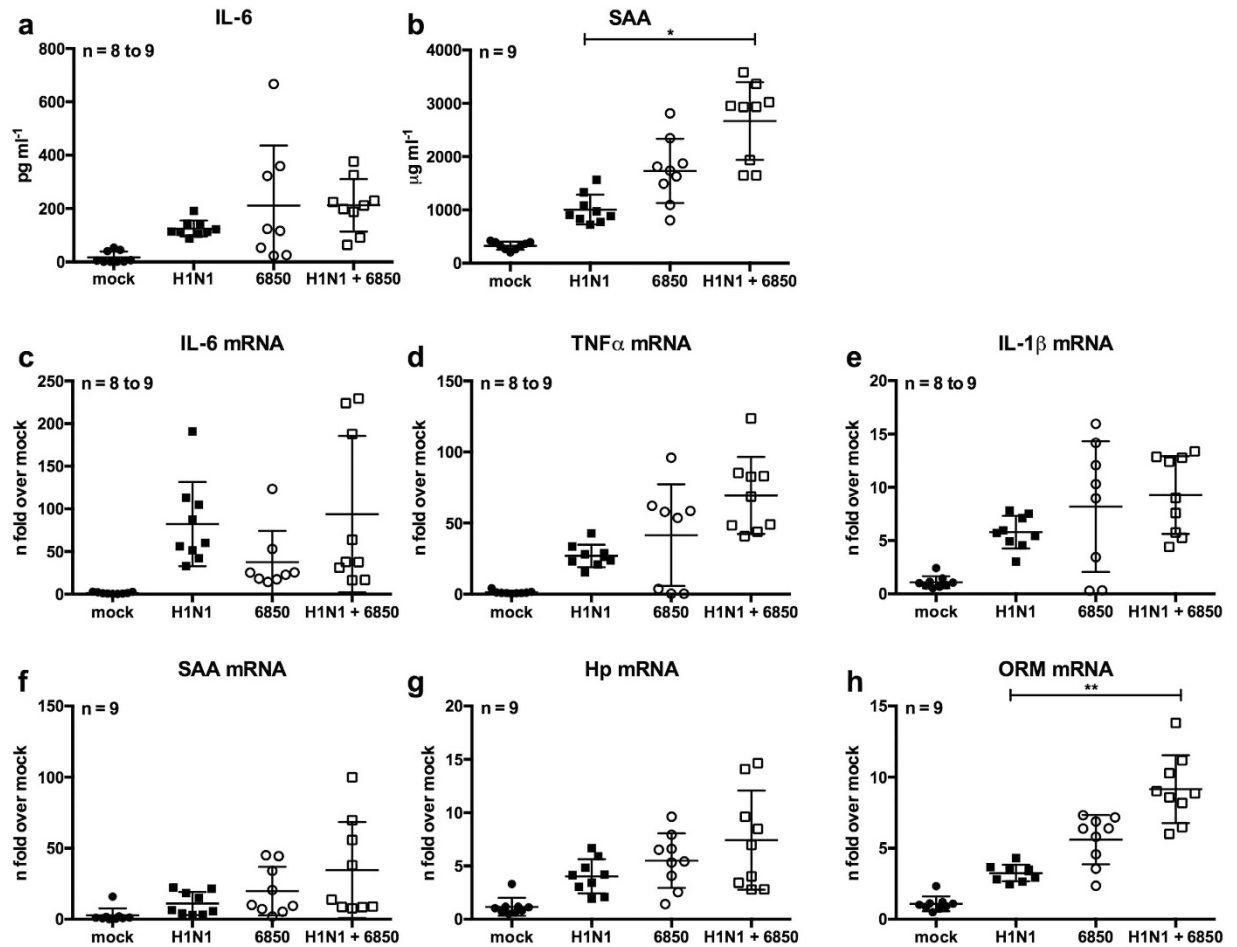 a IL-6
n = 8 to 9
pg ml-1
800
600
400
200
0
mock H1N1 6850 H1N1 + 6850
b SAA
n = 9
*
μg ml-1
4000
3000
2000
1000
0
mock H1N1 6850 H1N1 + 6850
c IL-6 mRNA
n = 8 to 9
n fold over mock
250
200
150
100
50
0
mock H1N1 6850 H1N1 + 6850
d TNFα mRNA
n = 8 to 9
n fold over mock
150
100
50
0
mock H1N1 6850 H1N1 + 6850
e IL-1β mRNA
n = 8 to 9
n fold over mock
20
15
10
5
0
mock H1N1 6850 H1N1 + 6850
f SAA mRNA
n = 9
n fold over mock
150
100
50
0
mock H1N1 6850 H1N1 + 6850
g Hp mRNA
n = 9
n fold over mock
20
15
10
5
0
mock H1N1 6850 H1N1 + 6850
h ORM mRNA
n = 9
**
n fold over mock
15
10
5
0
mock H1N1 6850 H1N1 + 6850